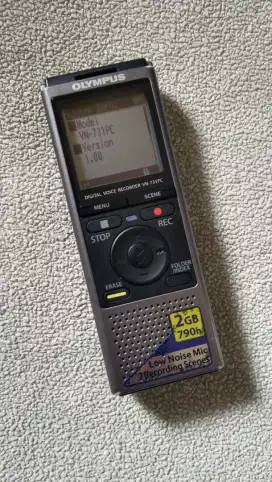 OLYMPUS
Model
VN-731PC
Version
1.00
DIGITAL VOICE RECORDER VN-731PC
MENU
SCENE
STOP
REC
FOLDER
/INDEX
ERASE
2GB
790h
Low Noise Mic
7 Recording Scenes